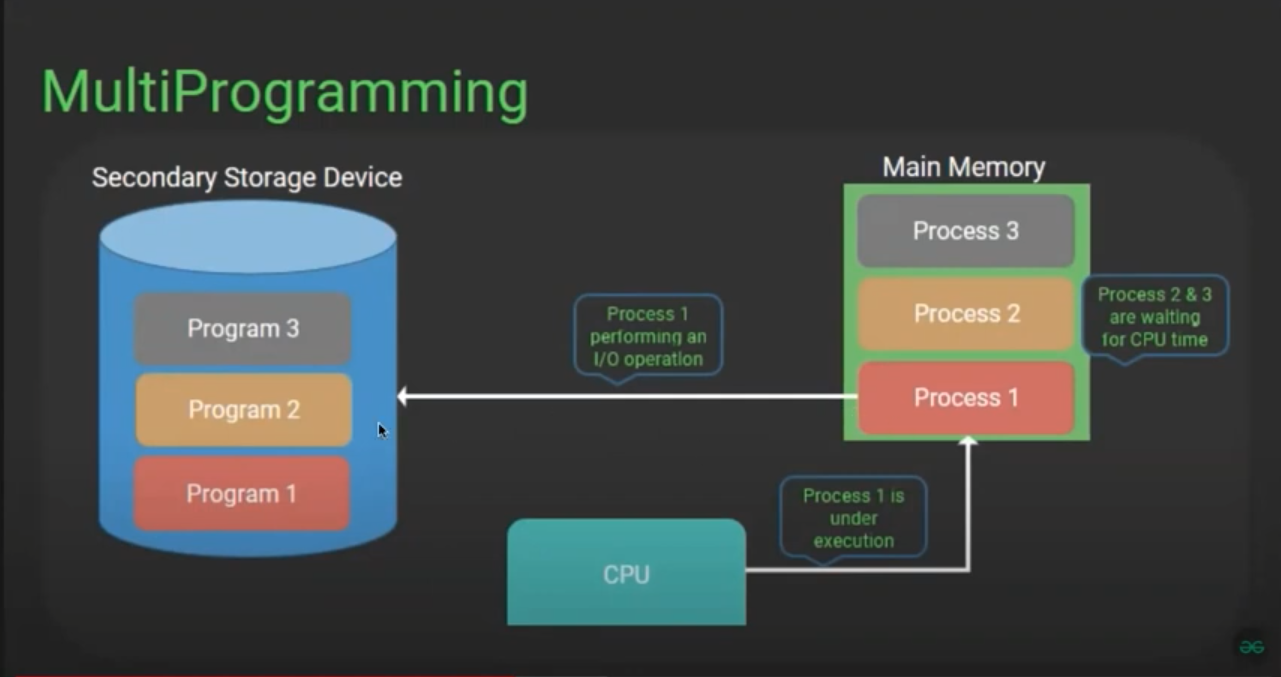 MultiProgramming
Secondary Storage Device
Main Memory
Process 3
Process 2
Process 1
Process 2 & 3
are waiting
for CPU time
Process 1
performing an
I/O operation
Program 3
Program 2
Program 1
Process 1 is
under
execution
CPU